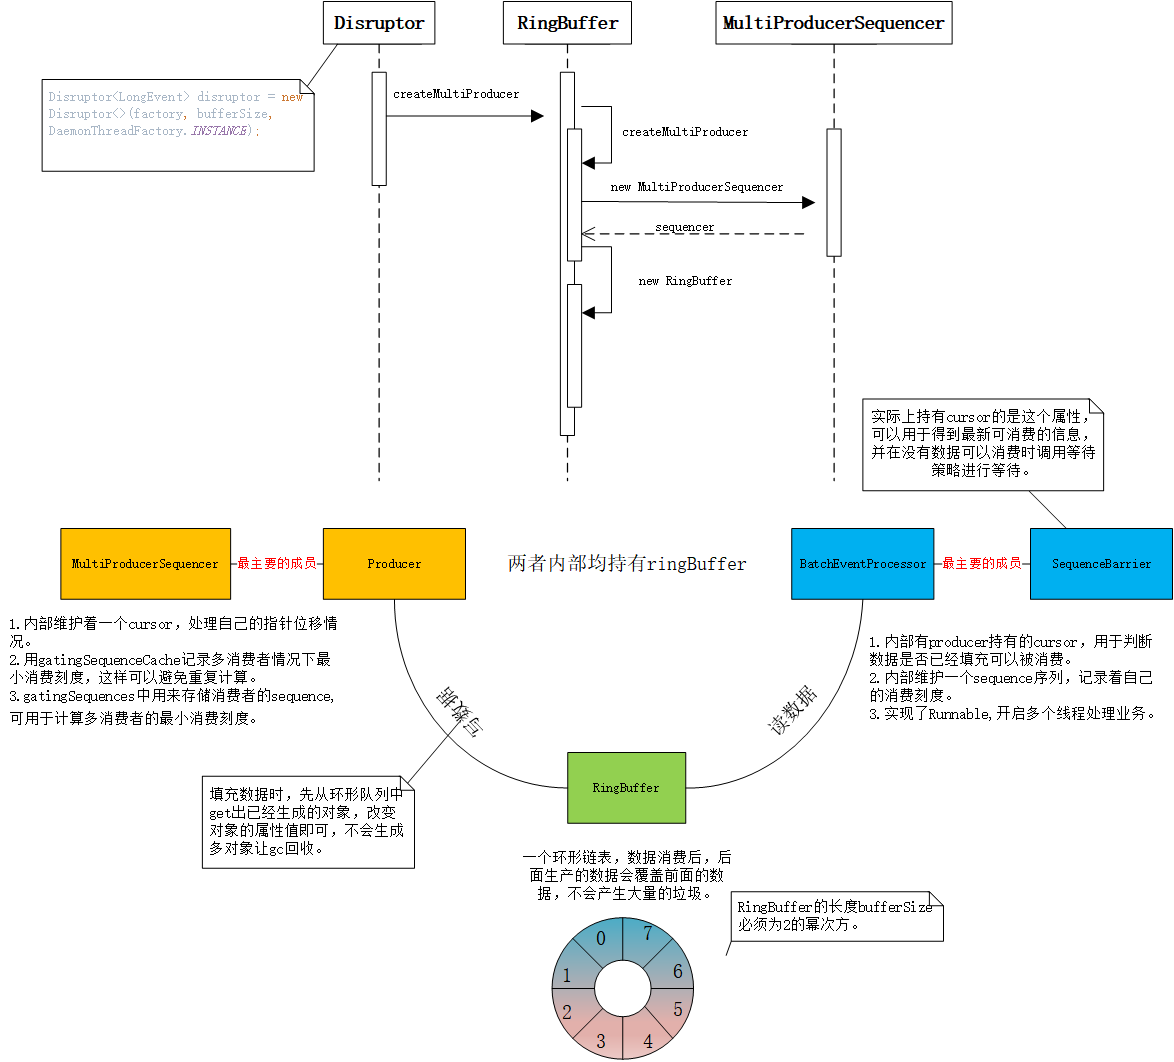 Disruptor
RingBuffer
MultiProducerSequencer
Disruptor<LongEvent> disruptor = new
Disruptor<>(factory, bufferSize,
DaemonThreadFactory.INSTANCE);
createMultiProducer
createMultiProducer
new MultiProducerSequencer
sequencer
new RingBuffer
实际上持有cursor的是这个属性，
可以用于得到最新可消费的信息，
并在没有数据可以消费时调用等待
策略进行等待。
MultiProducerSequencer
最主要的成员
Producer
两者内部均持有ringBuffer
BatchEventProcessor
最主要的成员
SequenceBarrier
1.内部维护着一个cursor，处理自己的指针位移情
况。
2.用gatingSequenceCache记录多消费者情况下最
小消费刻度，这样可以避免重复计算。
3.gatingSequences中用来存储消费者的sequence,
可用于计算多消费者的最小消费刻度。
1.内部有producer持有的cursor，用于判断
数据是否已经填充可以被消费。
2.内部维护一个sequence序列，记录着自己
的消费刻度。
3.实现了Runnable,开启多个线程处理业务。
写数据
读数据
填充数据时，先从环形队列中
get出已经生成的对象，改变
对象的属性值即可，不会生成
多对象让gc回收。
RingBuffer
一个环形链表，数据消费后，后
面生产的数据会覆盖前面的数
据，不会产生大量的垃圾。
RingBuffer的长度bufferSize
必须为2的幂次方。
0
7
1
6
2
5
3
4